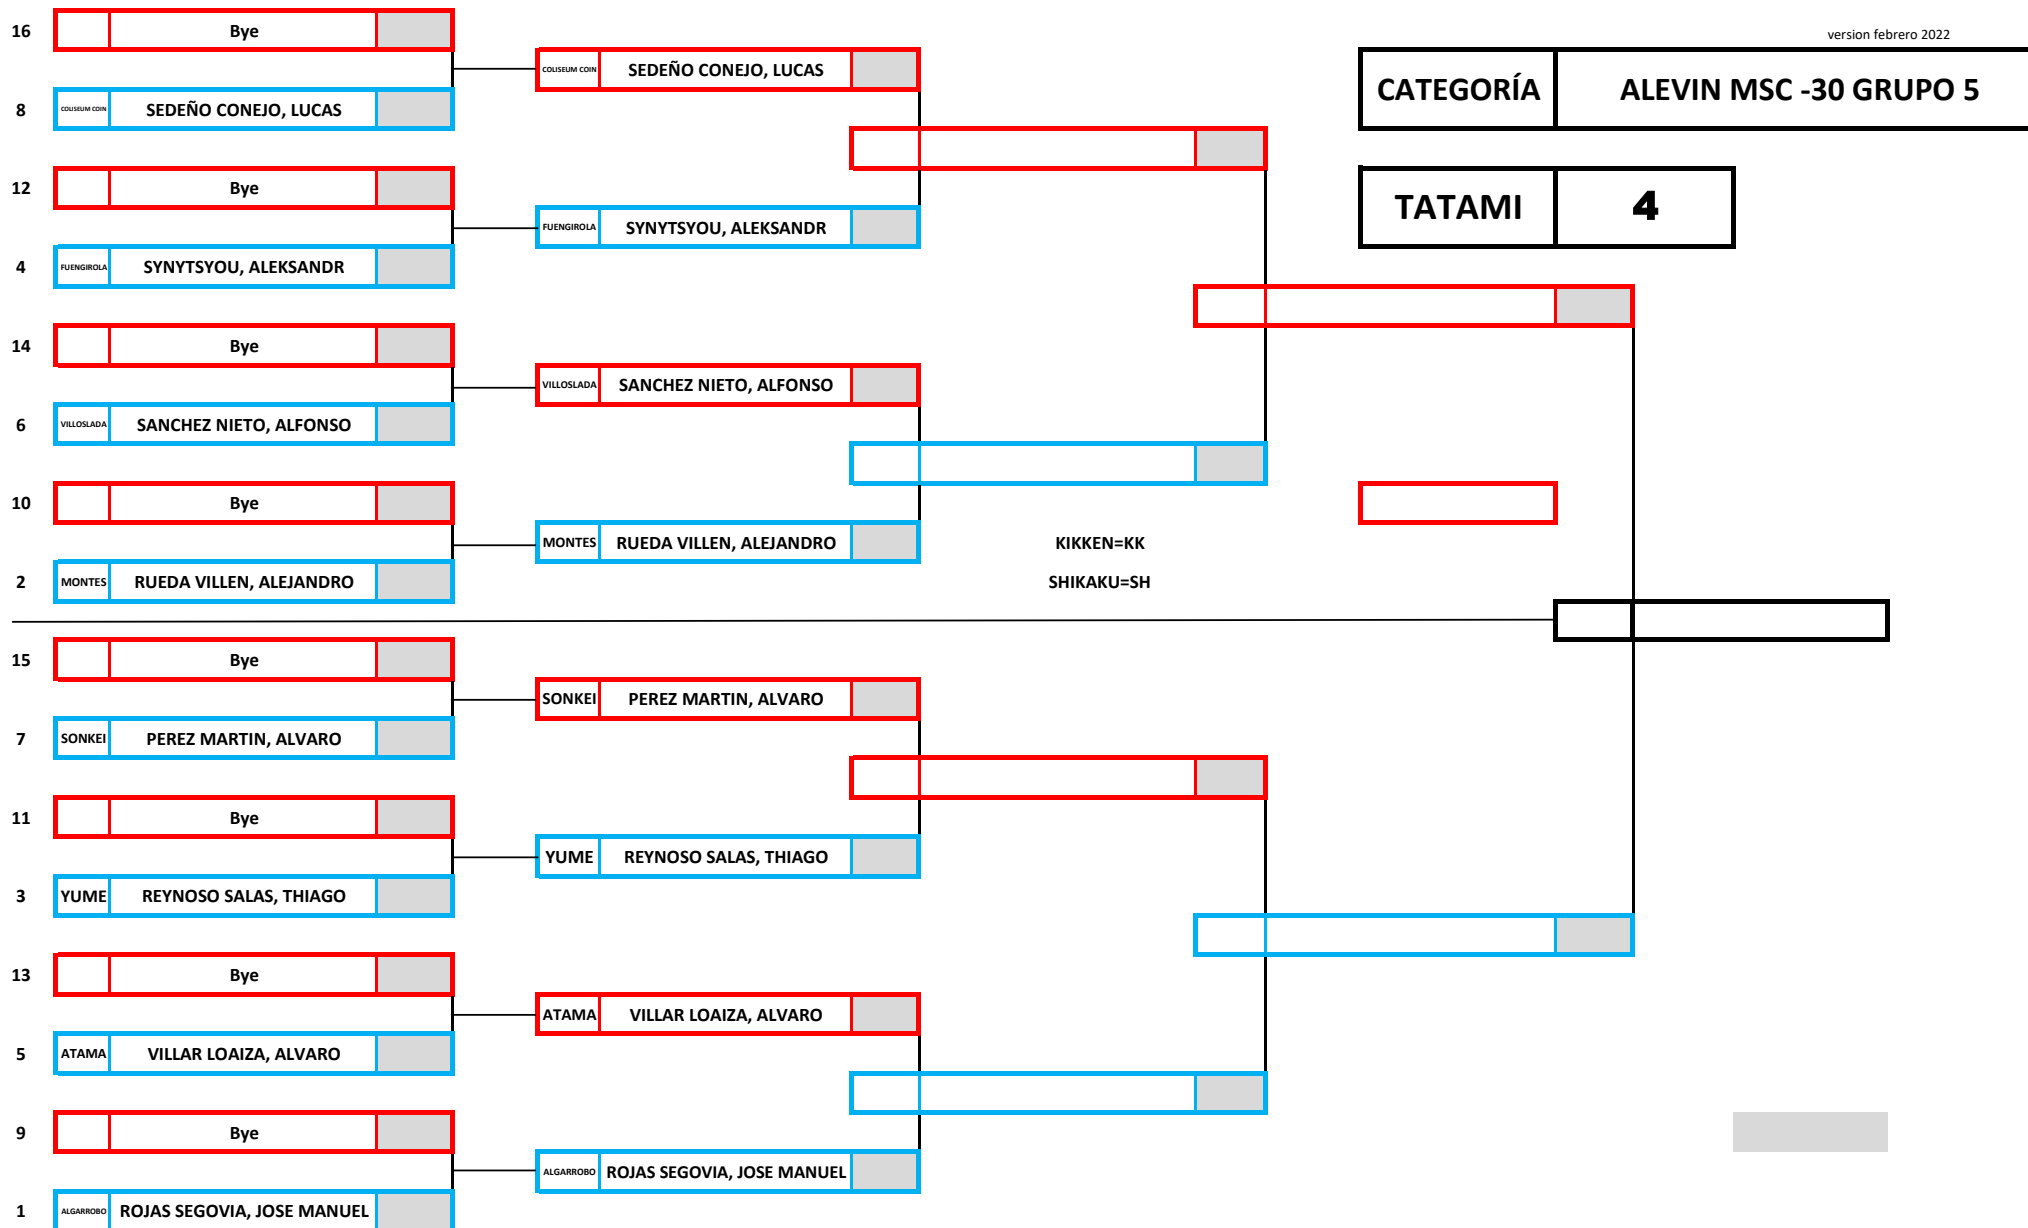 version febrero 2022
CATEGORÍA ALEVIN MSC -30 GRUPO 5
TATAMI 4
16 Bye
COLISEUM COIN SEDEÑO CONEJO, LUCAS
8 COLISEUM COIN SEDEÑO CONEJO, LUCAS
12 Bye
FUENGIROLA SYNYTSYOU, ALEKSANDR
4 FUENGIROLA SYNYTSYOU, ALEKSANDR
14 Bye
VILLOSLADA SANCHEZ NIETO, ALFONSO
6 VILLOSLADA SANCHEZ NIETO, ALFONSO
10 Bye
MONTES RUEDA VILLEN, ALEJANDRO
KIKKEN=KK
2 MONTES RUEDA VILLEN, ALEJANDRO
SHIKAKU=SH
15 Bye
SONKEI PEREZ MARTIN, ALVARO
7 SONKEI PEREZ MARTIN, ALVARO
11 Bye
YUME REYNOSO SALAS, THIAGO
3 YUME REYNOSO SALAS, THIAGO
13 Bye
ATAMA VILLAR LOAIZA, ALVARO
5 ATAMA VILLAR LOAIZA, ALVARO
9 Bye
ALGARROBO ROJAS SEGOVIA, JOSE MANUEL
1 ALGARROBO ROJAS SEGOVIA, JOSE MANUEL